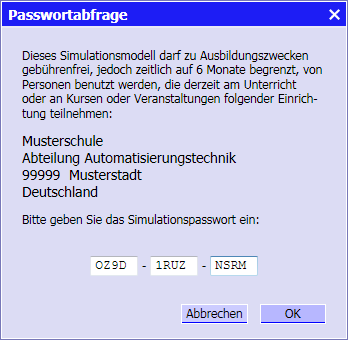 Passwortabfrage
Dieses Simulationsmodell darf zu Ausbildungszwecken
gebührenfrei, jedoch zeitlich auf 6 Monate begrenzt, von
Personen benutzt werden, die derzeit am Unterricht
oder an Kursen oder Veranstaltungen folgender Einrich-
tung teilnehmen:
Musterschule
Abteilung Automatisierungstechnik
99999 Musterstadt
Deutschland
Bitte geben Sie das Simulationspasswort ein:
OZ9D - 1RUZ - NSRM
Abbrechen OK